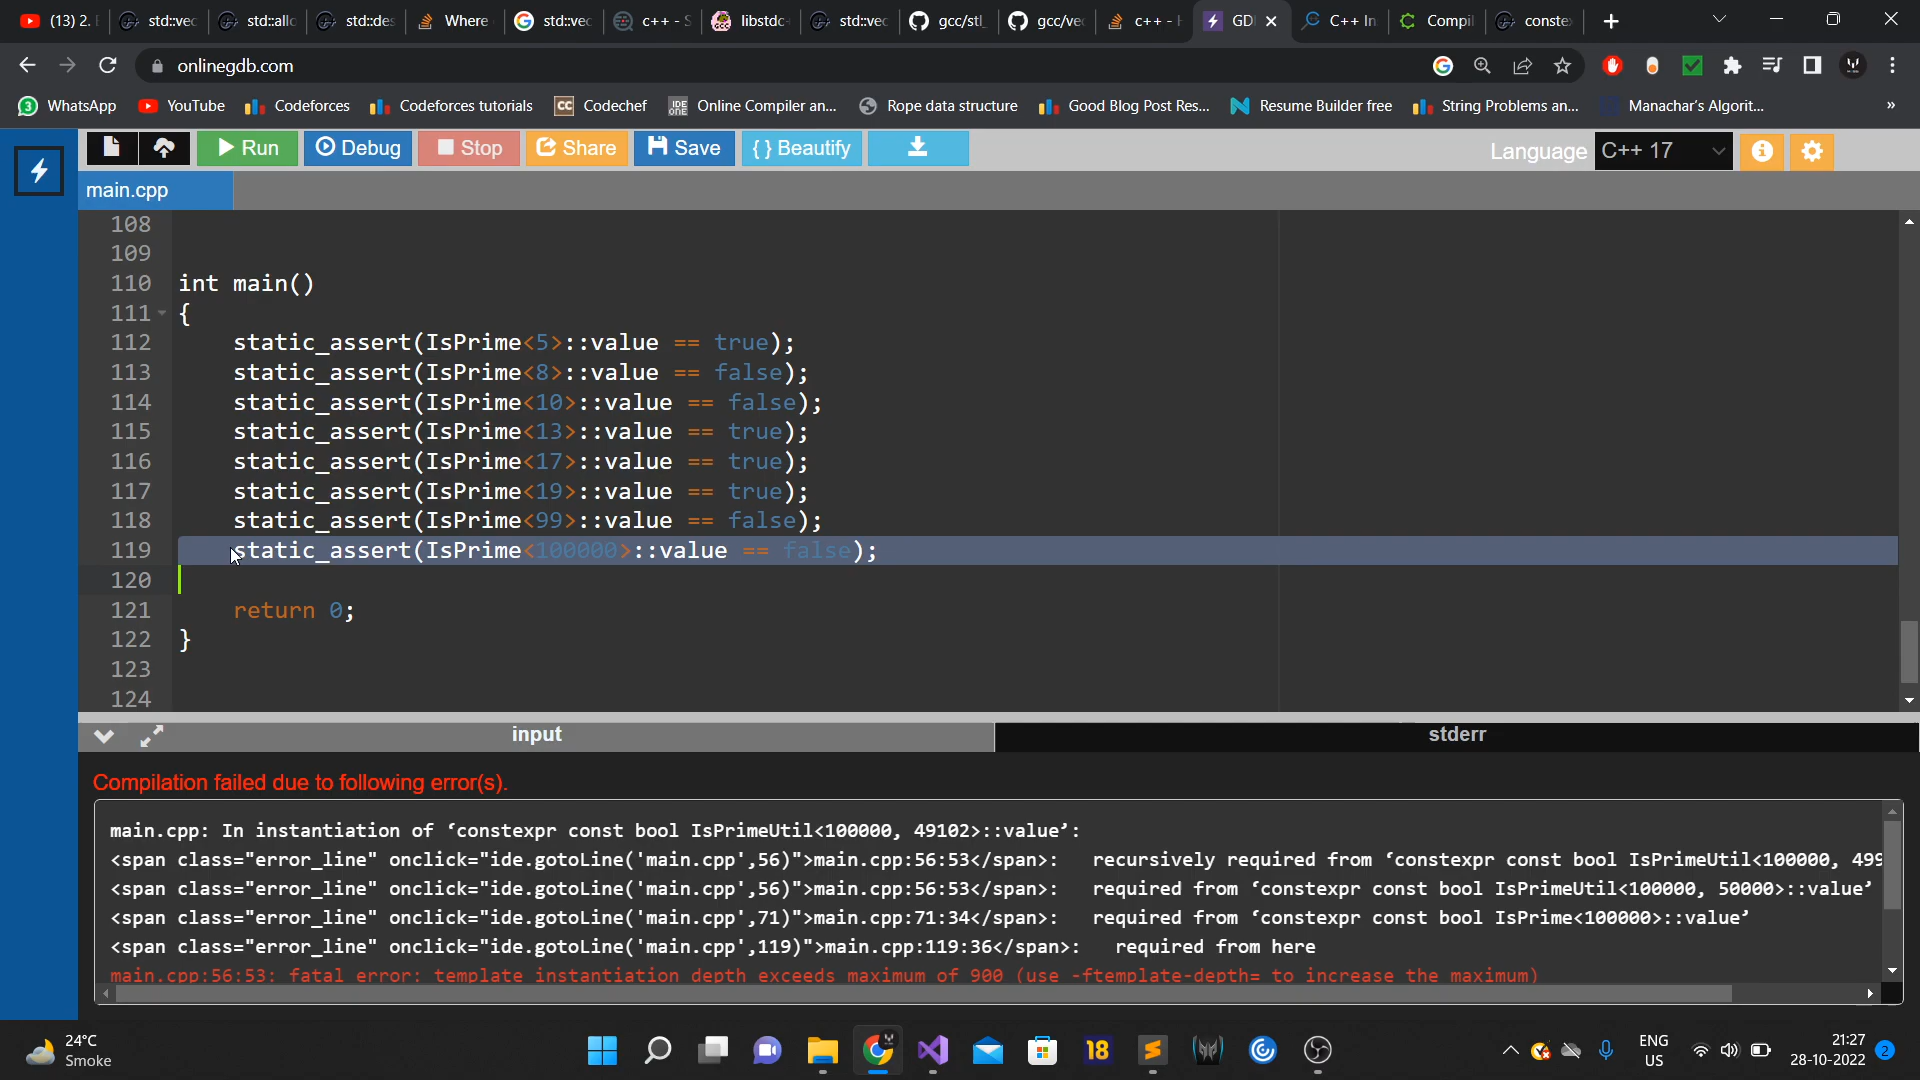 (13) 2.
std::vec
std::allc
std::des
Where
std::vec
c++ - S
libstdc
std::vec
gcc/stl_
gcc/vec
c++ - H
GD
C++ In
Compil
conste
onlinegdb.com
WhatsApp
YouTube
Codeforces
Codeforces tutorials
CC Codechef
IDE ONE Online Compiler an...
Rope data structure
Good Blog Post Res...
Resume Builder free
String Problems an...
Manachar's Algorit...
»
Run
Debug
Stop
Share
Save
{ } Beautify
Language C++ 17
main.cpp
108
109
110 int main()
111 {
112 static_assert(IsPrime<5>::value == true);
113 static_assert(IsPrime<8>::value == false);
114 static_assert(IsPrime<10>::value == false);
115 static_assert(IsPrime<13>::value == true);
116 static_assert(IsPrime<17>::value == true);
117 static_assert(IsPrime<19>::value == true);
118 static_assert(IsPrime<99>::value == false);
119 static_assert(IsPrime<100000>::value == false);
120
121 return 0;
122 }
123
124
input
stderr
Compilation failed due to following error(s).
main.cpp: In instantiation of ‘constexpr const bool IsPrimeUtil<100000, 49102>::value’:
<span class="error_line" onclick="ide.gotoLine('main.cpp',56)">main.cpp:56:53</span>:   recursively required from ‘constexpr const bool IsPrimeUtil<100000, 499
<span class="error_line" onclick="ide.gotoLine('main.cpp',56)">main.cpp:56:53</span>:   required from ‘constexpr const bool IsPrimeUtil<100000, 50000>::value’
<span class="error_line" onclick="ide.gotoLine('main.cpp',71)">main.cpp:71:34</span>:   required from ‘constexpr const bool IsPrime<100000>::value’
<span class="error_line" onclick="ide.gotoLine('main.cpp',119)">main.cpp:119:36</span>:   required from here
main.cpp:56:53: fatal error: template instantiation depth exceeds maximum of 900 (use -ftemplate-depth= to increase the maximum)
24°C
Smoke
18
ENG
US
21:27
28-10-2022
2